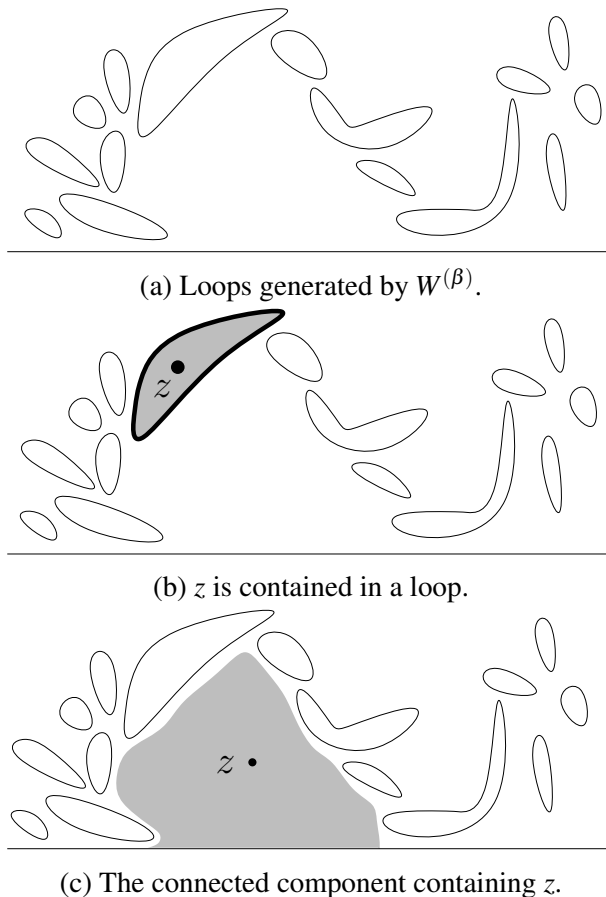 (a) Loops generated by W^(β).
z
(b) z is contained in a loop.
z
(c) The connected component containing z.